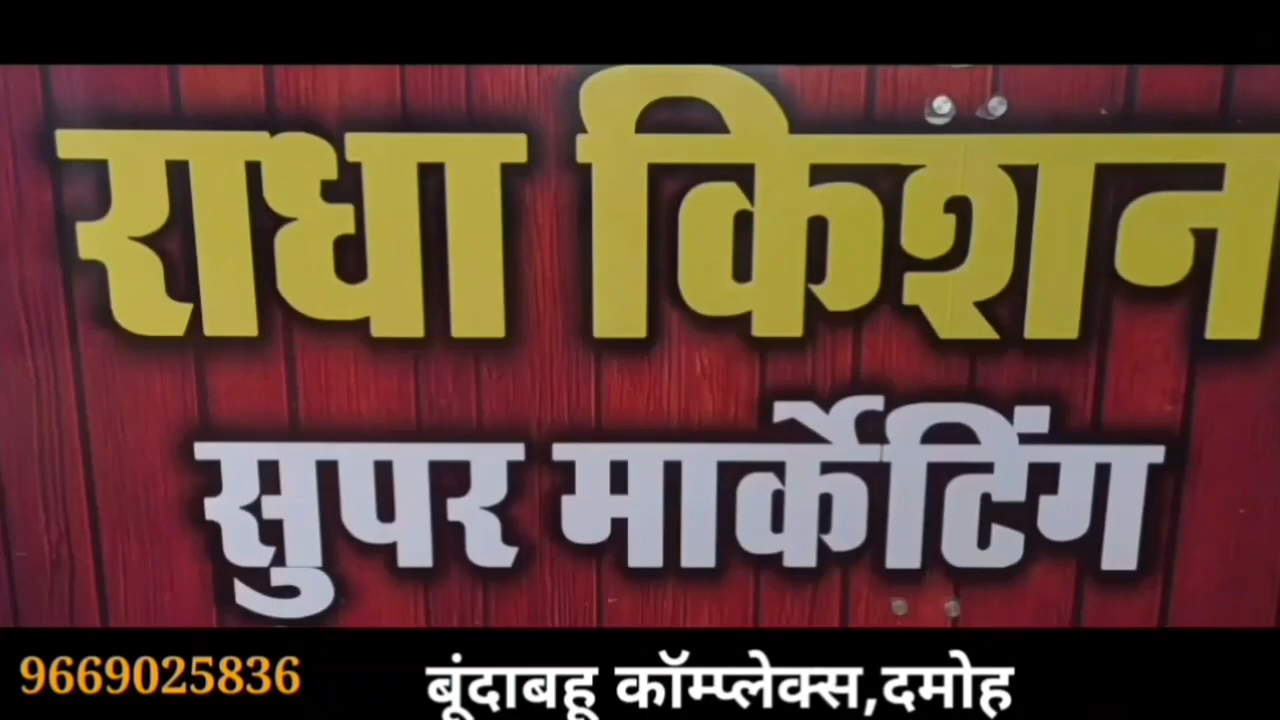 राधा किशन
सुपर मार्केटिंग
9669025836 बूंदाबहू कॉम्प्लेक्स,दमोह